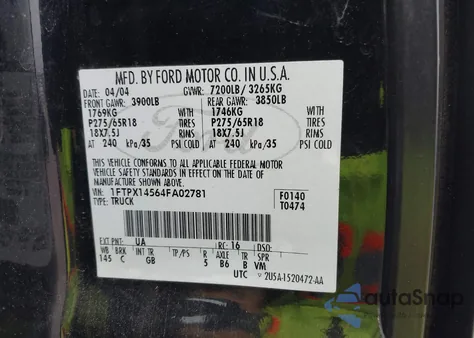 MFD. BY FORD MOTOR CO. IN U.S.A.
DATE: 04/04 GVWR: 7200LB/ 3265KG
FRONT GAWR: 3900LB REAR GAWR: 3850LB
1769KG 1746KG
P275/65R18 TIRES P275/65R18 TIRES
18X7.5J RIMS 18X7.5J RIMS
AT 240 kPa/35 PSI COLD AT 240 kPa/35 PSI COLD
THIS VEHICLE CONFORMS TO ALL APPLICABLE FEDERAL MOTOR
VEHICLE SAFETY STANDARDS IN EFFECT ON THE DATE OF MANUFACTURE SHOWN ABOVE.
VIN: 1FTPX14564FA02781 F0140
TYPE: TRUCK T0474
EXT PNT: UA RC: 16 DSO:
WB BRK INT TR TP/PS R AXLE TR SPR
145 C GB 5 B6 B VM
UTC 2U5A-1520472-AA
Ford
autoSnap